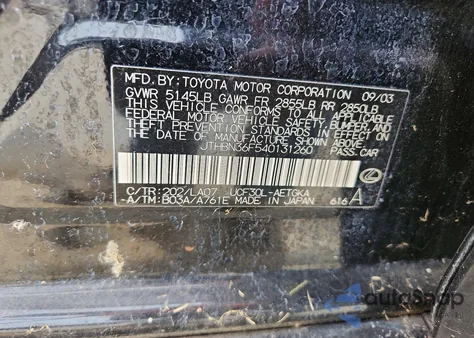 MFD. BY: TOYOTA MOTOR CORPORATION 09/03
GVWR 5145LB GAWR FR 2855LB RR 2850LB
THIS VEHICLE CONFORMS TO ALL APPLICABLE
FEDERAL MOTOR VEHICLE SAFETY, BUMPER, AND
THEFT PREVENTION STANDARDS IN EFFECT ON
THE DATE OF MANUFACTURE SHOWN ABOVE.
JTHBN36F540131260 PASS.CAR
C/TR: 202/LA07 UCF30L-AETGKA
A/TM: B03A/A761E MADE IN JAPAN 616 A
autoSnap